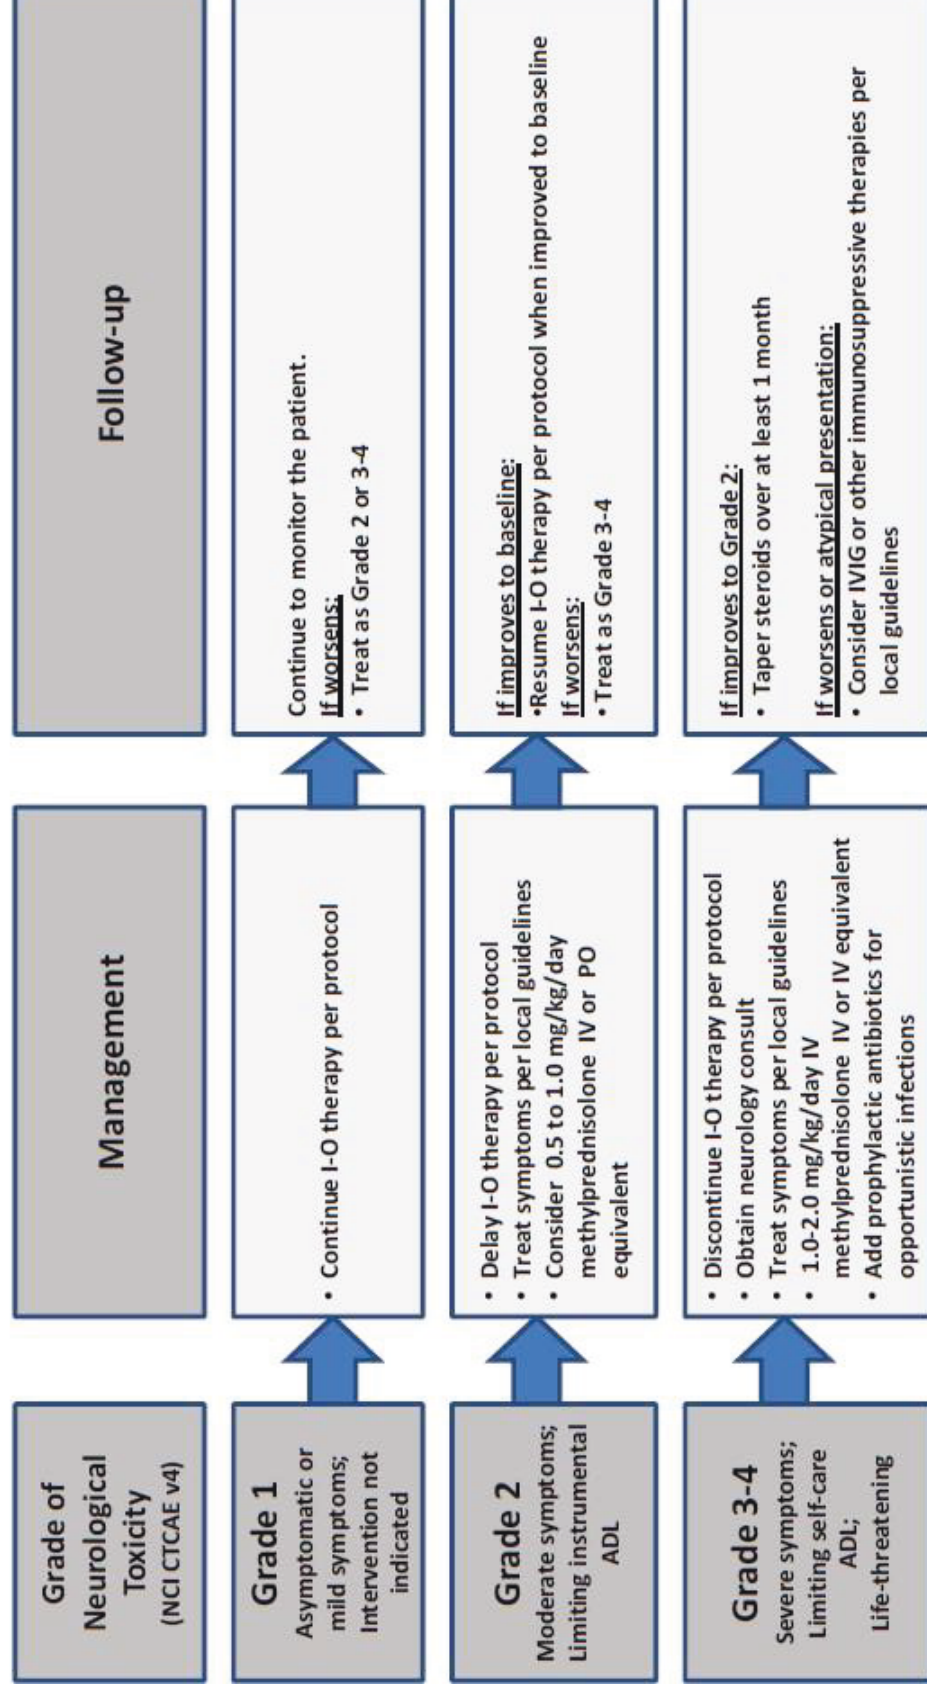 Grade of
Neurological
Toxicity
(NCI CTCAE v4)
Management
Follow-up
Grade 1
Asymptomatic or
mild symptoms;
Intervention not
indicated
• Continue I-O therapy per protocol
Continue to monitor the patient.
If worsens:
• Treat as Grade 2 or 3-4
Grade 2
Moderate symptoms;
Limiting instrumental
ADL
• Delay I-O therapy per protocol
• Treat symptoms per local guidelines
• Consider 0.5 to 1.0 mg/kg/day
methylprednisolone IV or PO
equivalent
If improves to baseline:
•Resume I-O therapy per protocol when improved to baseline
If worsens:
• Treat as Grade 3-4
Grade 3-4
Severe symptoms;
Limiting self-care
ADL;
Life-threatening
• Discontinue I-O therapy per protocol
• Obtain neurology consult
• Treat symptoms per local guidelines
• 1.0-2.0 mg/kg/day IV
methylprednisolone IV or IV equivalent
• Add prophylactic antibiotics for
opportunistic infections
If improves to Grade 2:
• Taper steroids over at least 1 month
If worsens or atypical presentation:
• Consider IVIG or other immunosuppressive therapies per
local guidelines